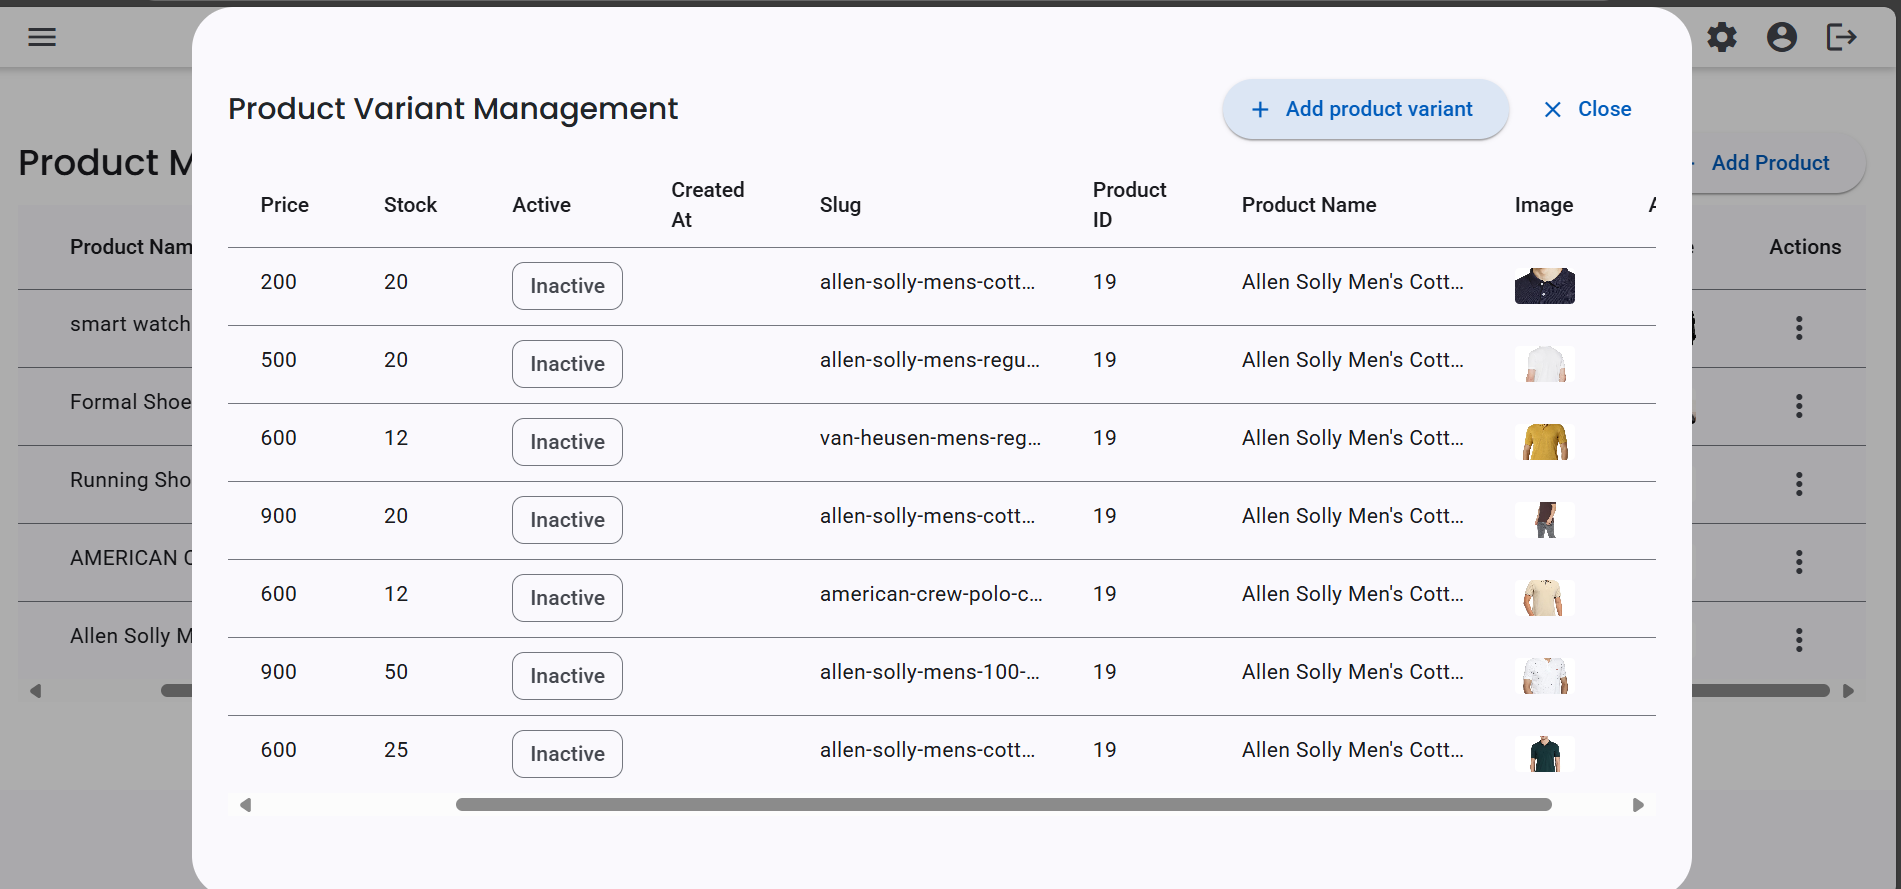 Product Variant Management
Add product variant
Close
Product M
Add Product
Price Stock Active Created At Slug Product ID Product Name Image
Product Nam
Actions
200 20 Inactive allen-solly-mens-cott... 19 Allen Solly Men's Cott...
smart watch
500 20 Inactive allen-solly-mens-regu... 19 Allen Solly Men's Cott...
Formal Shoe
600 12 Inactive van-heusen-mens-reg... 19 Allen Solly Men's Cott...
Running Sho
900 20 Inactive allen-solly-mens-cott... 19 Allen Solly Men's Cott...
AMERICAN C
600 12 Inactive american-crew-polo-c... 19 Allen Solly Men's Cott...
Allen Solly M
900 50 Inactive allen-solly-mens-100-... 19 Allen Solly Men's Cott...
600 25 Inactive allen-solly-mens-cott... 19 Allen Solly Men's Cott...